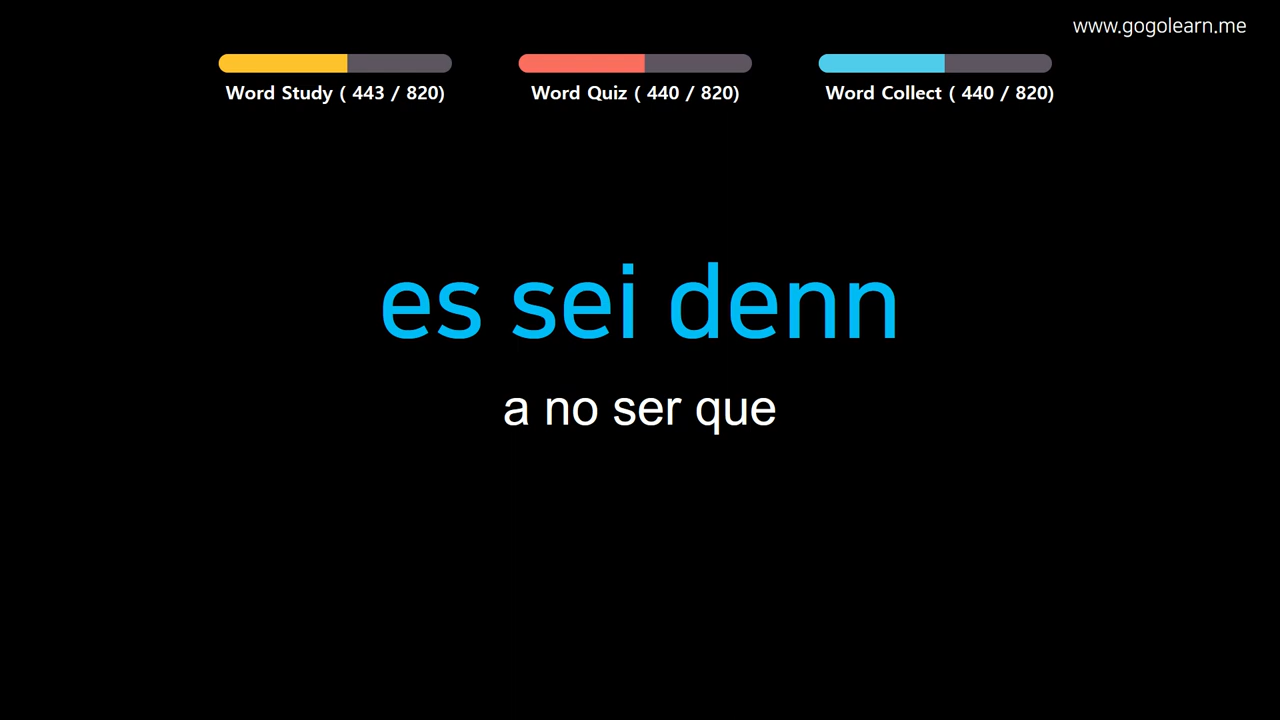 www.gogolearn.me
Word Study ( 443 / 820)
Word Quiz ( 440 / 820)
Word Collect ( 440 / 820)
es sei denn
a no ser que